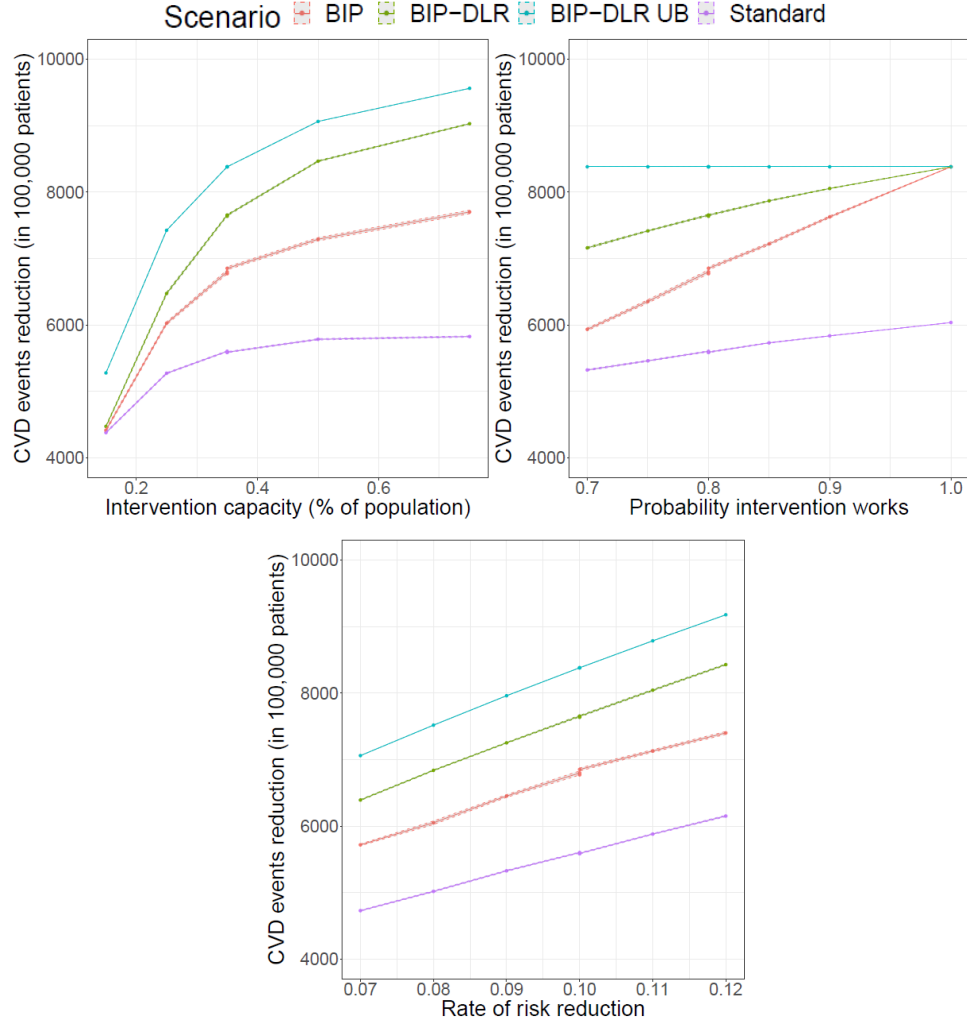 Scenario BIP BIP−DLR BIP−DLR UB Standard
CVD events reduction (in 100,000 patients)
10000
8000
6000
4000
0.2 0.4 0.6
Intervention capacity (% of population)
CVD events reduction (in 100,000 patients)
10000
8000
6000
4000
0.7 0.8 0.9 1.0
Probability intervention works
CVD events reduction (in 100,000 patients)
10000
8000
6000
4000
0.07 0.08 0.09 0.10 0.11 0.12
Rate of risk reduction